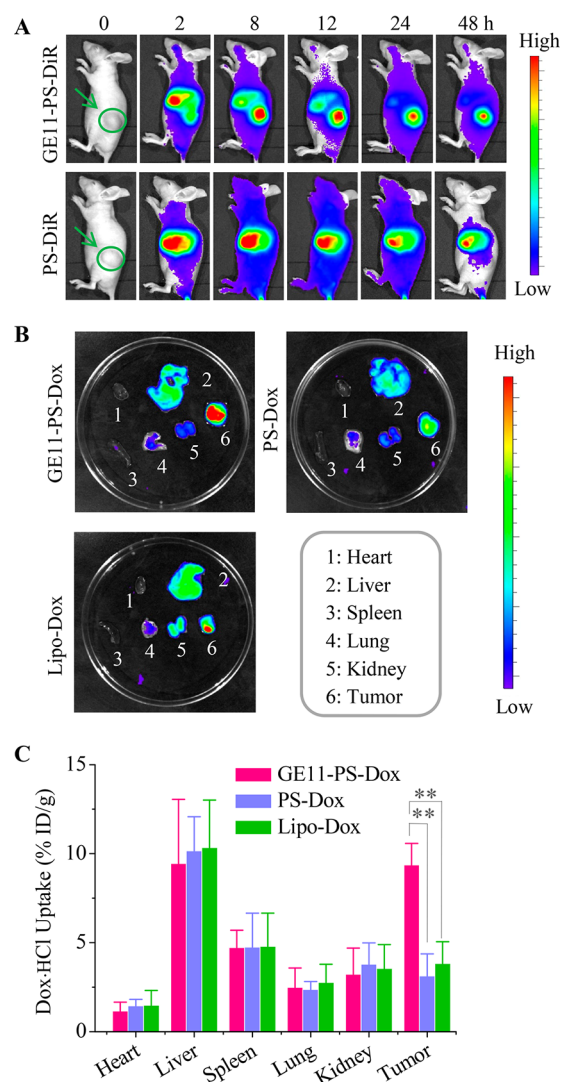 A
0 2 8 12 24 48 h
GE11-PS-DiR
PS-DiR
High
Low
B
GE11-PS-Dox
1
2
3
4
5
6
PS-Dox
1
2
3
4
5
6
High
Low
Lipo-Dox
1
2
3
4
5
6
1: Heart
2: Liver
3: Spleen
4: Lung
5: Kidney
6: Tumor
C
Dox·HCl Uptake (% ID/g)
15
10
5
0
GE11-PS-Dox
PS-Dox
Lipo-Dox
**
**
Heart Liver Spleen Lung Kidney Tumor